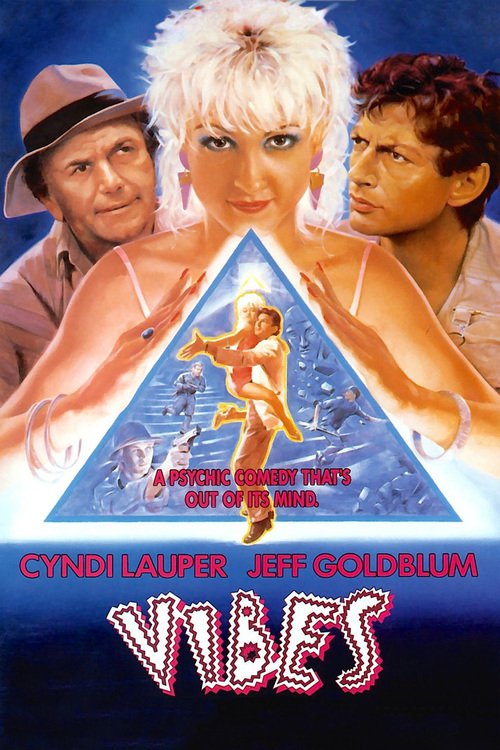 A PSYCHIC COMEDY THAT'S
OUT OF ITS MIND.
CYNDI LAUPER JEFF GOLDBLUM
VIBES